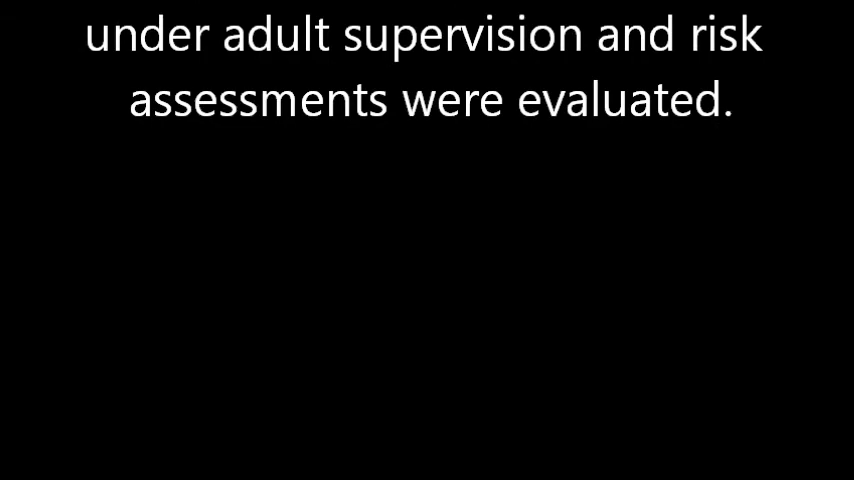 under adult supervision and risk
assessments were evaluated.